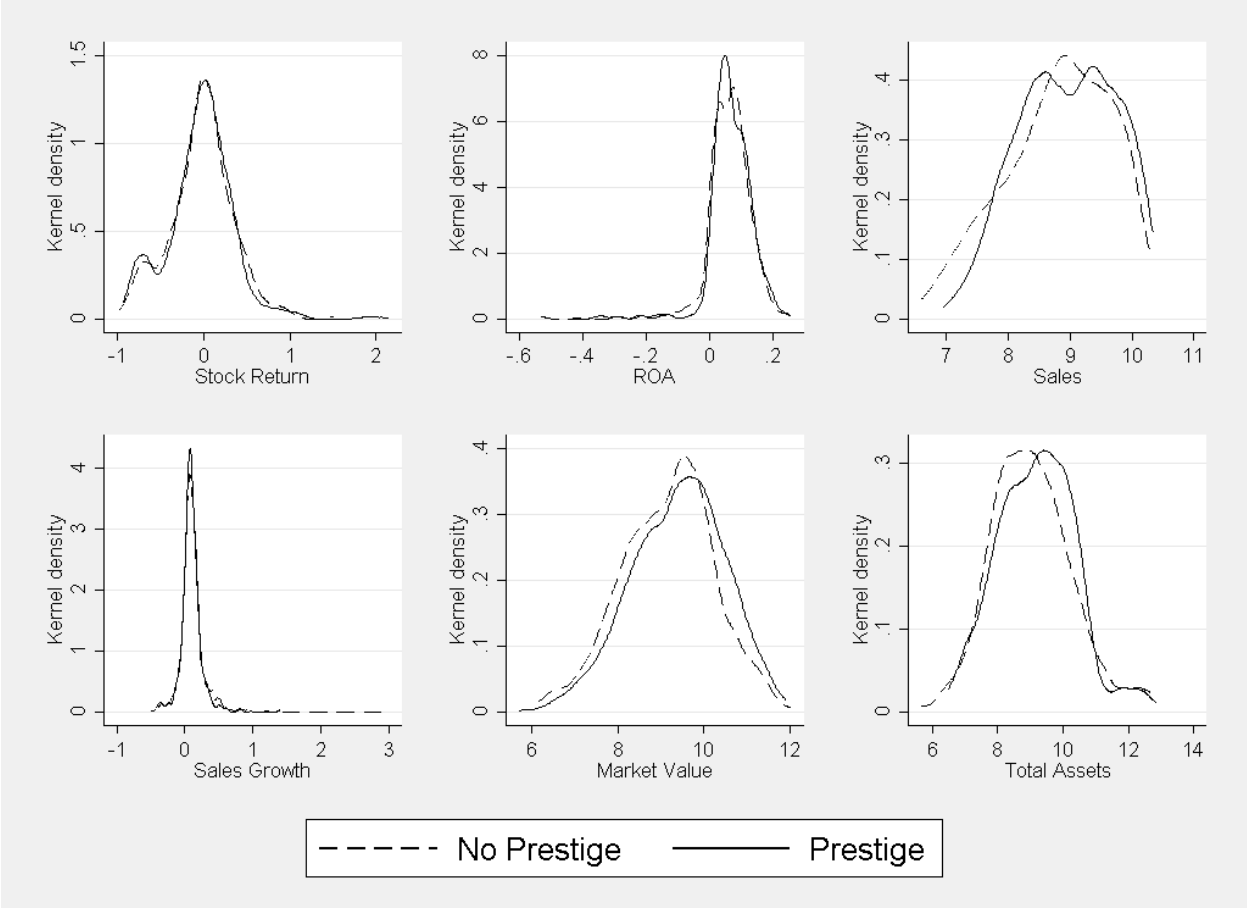 Kernel density
0 .5 1 1.5
-1 0 1 2
Stock Return
Kernel density
0 2 4 6 8
-.6 -.4 -.2 0 .2
ROA
Kernel density
0 .1 .2 .3 .4
7 8 9 10 11
Sales
Kernel density
0 1 2 3 4
-1 0 1 2 3
Sales Growth
Kernel density
0 .1 .2 .3 .4
6 8 10 12
Market Value
Kernel density
0 .1 .2 .3
6 8 10 12 14
Total Assets
No Prestige Prestige